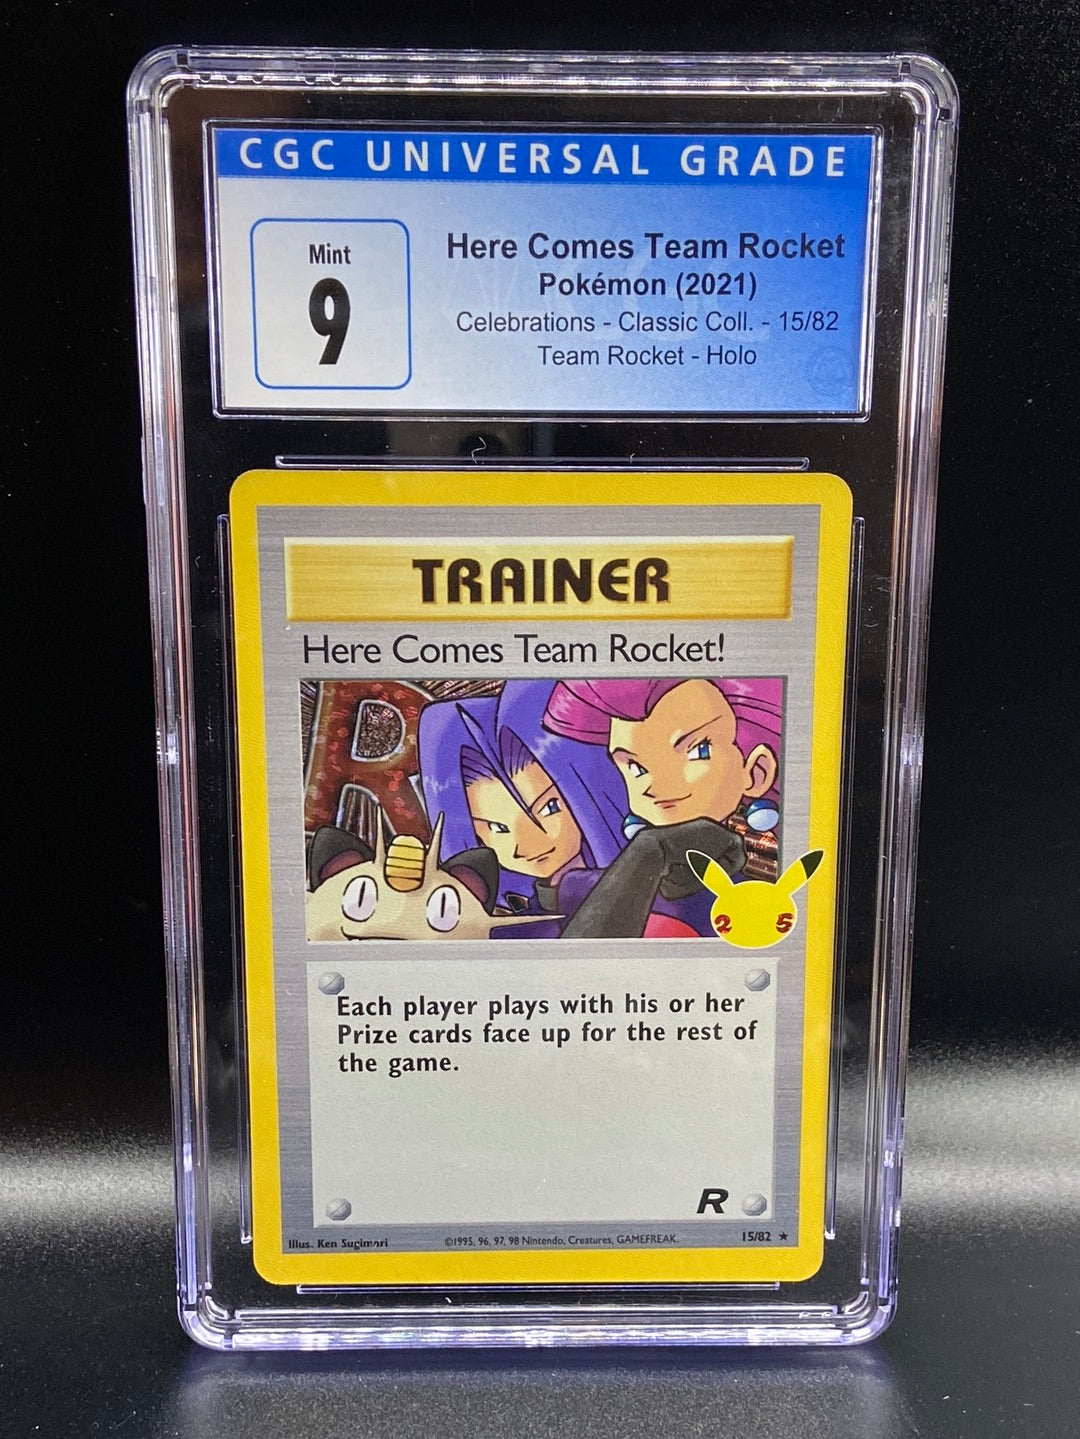 CGC UNIVERSAL GRADE
Mint
9
Here Comes Team Rocket
Pokémon (2021)
Celebrations - Classic Coll. - 15/82
Team Rocket - Holo
TRAINER
Here Comes Team Rocket!
R
25
Each player plays with his or her
Prize cards face up for the rest of
the game.
R
Illus. Ken Sugimori
©1995, 96, 97, 98 Nintendo, Creatures, GAMEFREAK.
15/82 ★